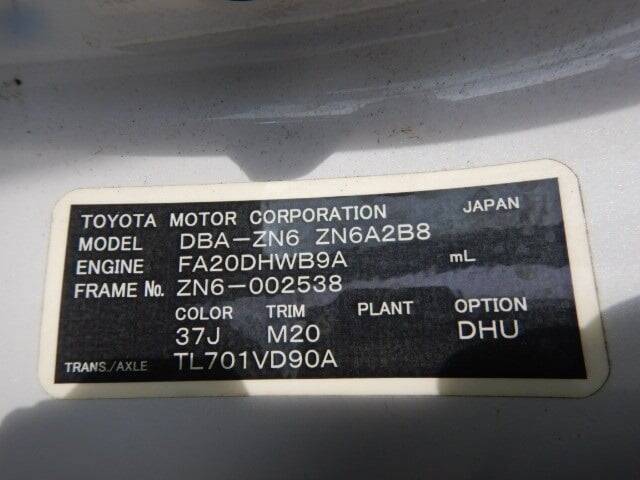 TOYOTA MOTOR CORPORATION JAPAN
MODEL DBA-ZN6 ZN6A2B8
ENGINE FA20DHWB9A mL
FRAME No. ZN6-002538
COLOR TRIM PLANT OPTION
37J M20 DHU
TRANS./AXLE TL701VD90A